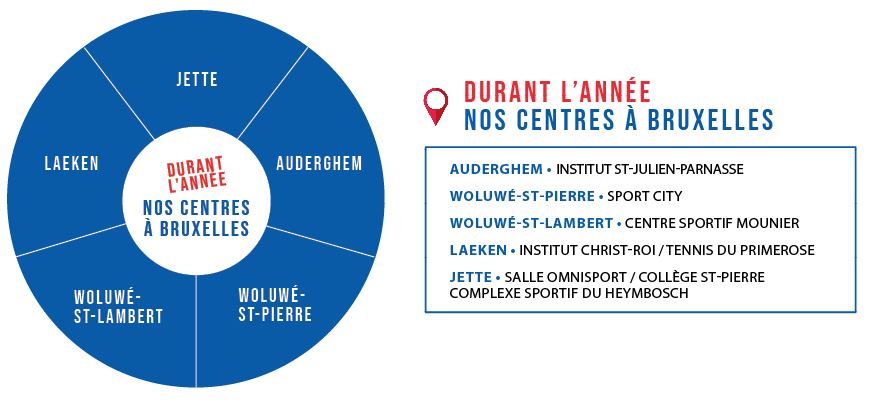 JETTE
LAEKEN
AUDERGHEM
DURANT
L'ANNÉE
NOS CENTRES
À BRUXELLES
WOLUWÉ-
ST-LAMBERT
WOLUWÉ-
ST-PIERRE
DURANT L'ANNÉE
NOS CENTRES À BRUXELLES
AUDERGHEM • INSTITUT ST-JULIEN-PARNASSE
WOLUWÉ-ST-PIERRE • SPORT CITY
WOLUWÉ-ST-LAMBERT • CENTRE SPORTIF MOUNIER
LAEKEN • INSTITUT CHRIST-ROI / TENNIS DU PRIMEROSE
JETTE • SALLE OMNISPORT / COLLÈGE ST-PIERRE
COMPLEXE SPORTIF DU HEYMBOSCH